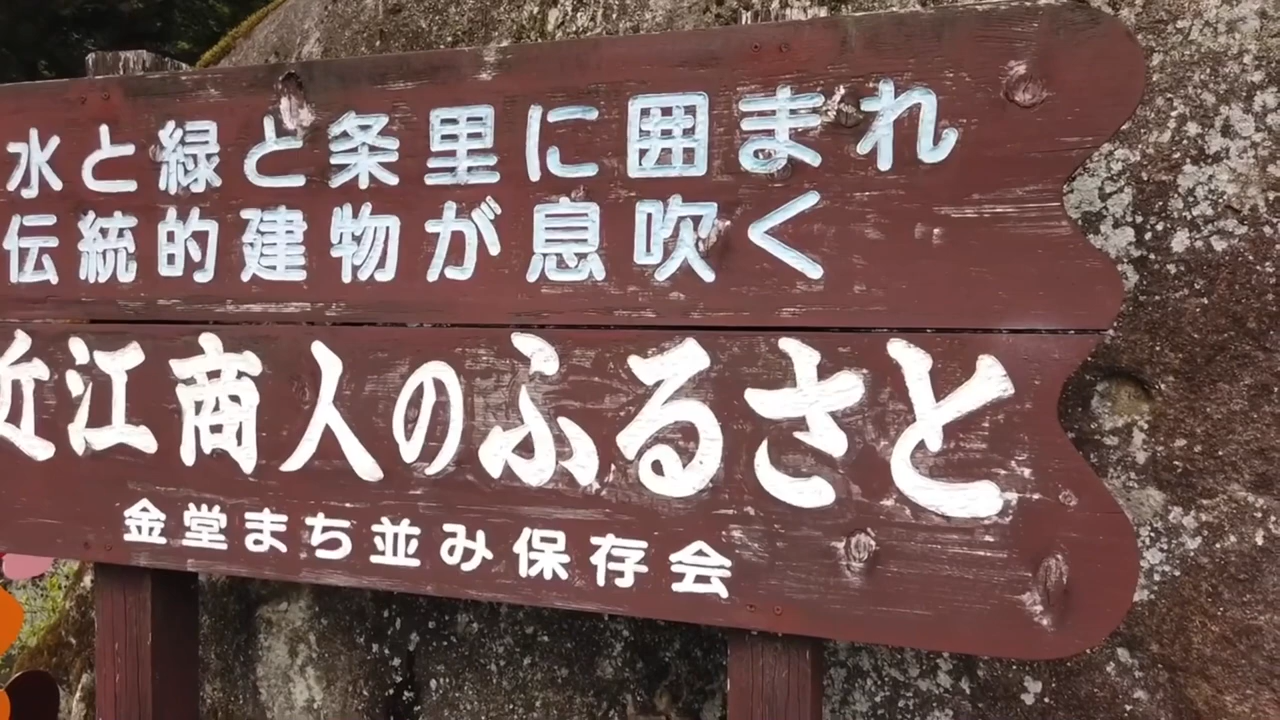 水と緑と条里に囲まれ
伝統的建物が息吹く
近江商人のふるさと
金堂まち並み保存会